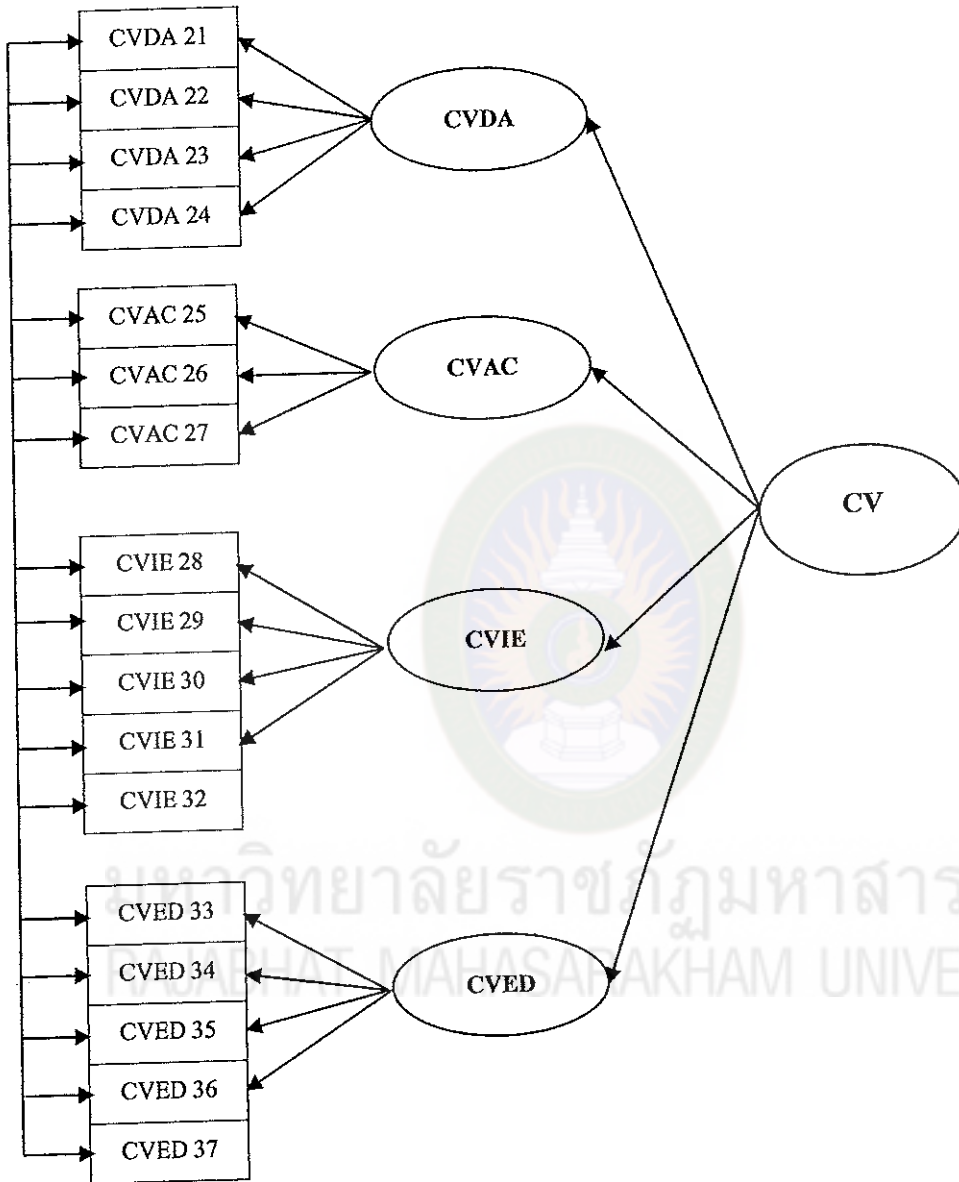 CVDA 21
CVDA 22
CVDA 23
CVDA 24
CVDA
CVAC 25
CVAC 26
CVAC 27
CVAC
CV
CVIE 28
CVIE 29
CVIE 30
CVIE 31
CVIE 32
CVIE
มหาวิทยาลัยราชภัฏมหาสาร
RAJABHAT MAHASARAKHAM UNIVE
CVED 33
CVED 34
CVED 35
CVED 36
CVED 37
CVED